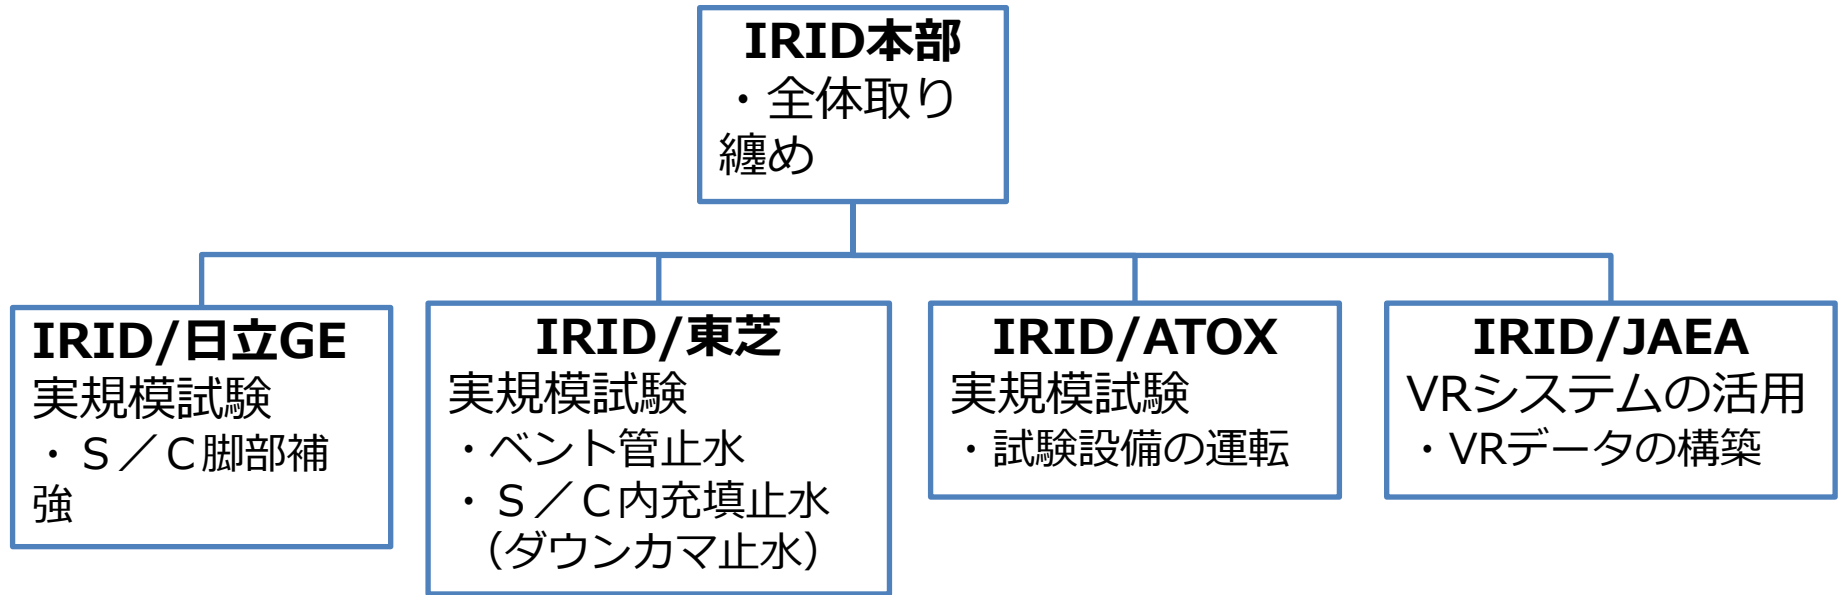 IRID本部
・全体取り
纏め
IRID/日立GE
実規模試験
・Ｓ／Ｃ脚部補
強
IRID/東芝
実規模試験
・ベント管止水
・Ｓ／Ｃ内充填止水
（ダウンカマ止水）
IRID/ATOX
実規模試験
・試験設備の運転
IRID/JAEA
VRシステムの活用
・VRデータの構築